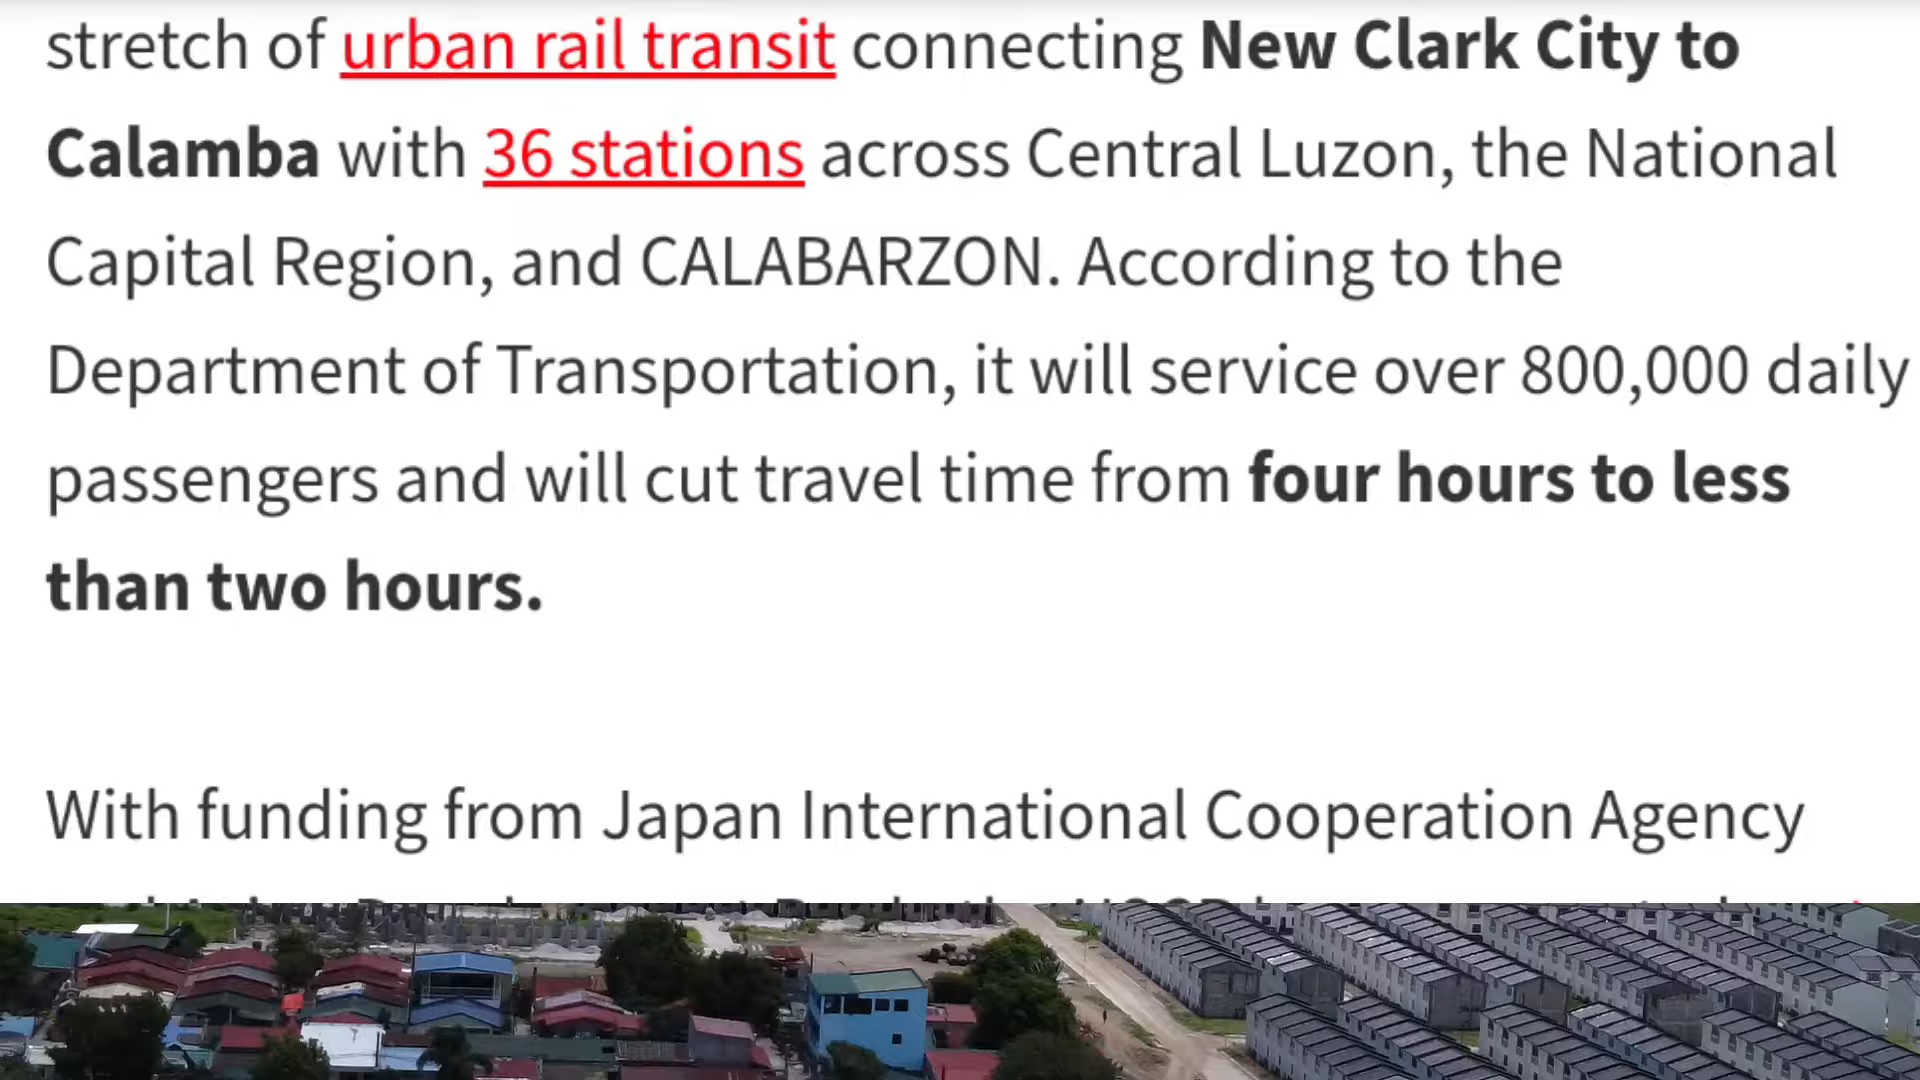 stretch of urban rail transit connecting New Clark City to
Calamba with 36 stations across Central Luzon, the National
Capital Region, and CALABARZON. According to the
Department of Transportation, it will service over 800,000 daily
passengers and will cut travel time from four hours to less
than two hours.
With funding from Japan International Cooperation Agency